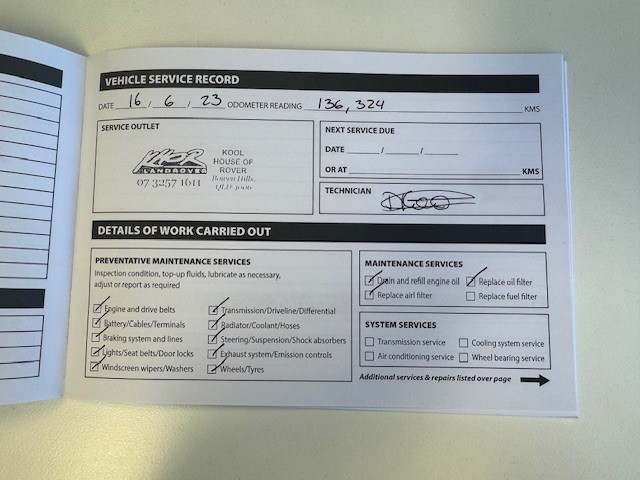 VEHICLE SERVICE RECORD
DATE 16 / 6 / 23 ODOMETER READING 136,324 KMS
SERVICE OUTLET
KHOR
LANDROVER
07 3257 1611
KOOL
HOUSE OF
ROVER
Bowen Hills,
QLD 4006
NEXT SERVICE DUE
DATE / /
OR AT KMS
TECHNICIAN
DETAILS OF WORK CARRIED OUT
PREVENTATIVE MAINTENANCE SERVICES
Inspection condition, top-up fluids, lubricate as necessary,
adjust or report as required
Engine and drive belts
Battery/Cables/Terminals
Braking system and lines
Lights/Seat belts/Door locks
Windscreen wipers/Washers
Transmission/Driveline/Differential
Radiator/Coolant/Hoses
Steering/Suspension/Shock absorbers
Exhaust system/Emission controls
Wheels/Tyres
MAINTENANCE SERVICES
Drain and refill engine oil
Replace oil filter
Replace airl filter
Replace fuel filter
SYSTEM SERVICES
Transmission service
Cooling system service
Air conditioning service
Wheel bearing service
Additional services & repairs listed over page